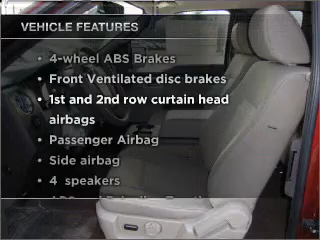 VEHICLE FEATURES
• 4-wheel ABS Brakes
• Front Ventilated disc brakes
• 1st and 2nd row curtain head
airbags
• Passenger Airbag
• Side airbag
• 4 speakers